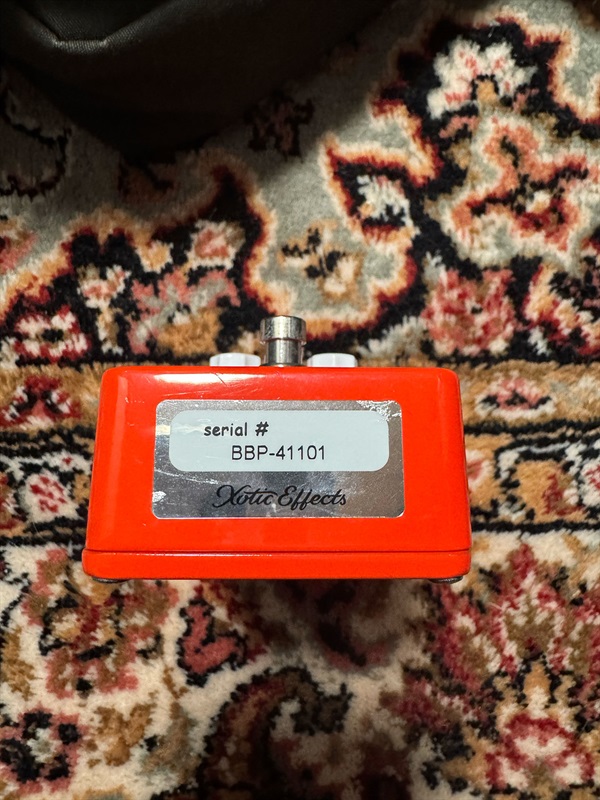 serial #
BBP-41101
Xotic Effects